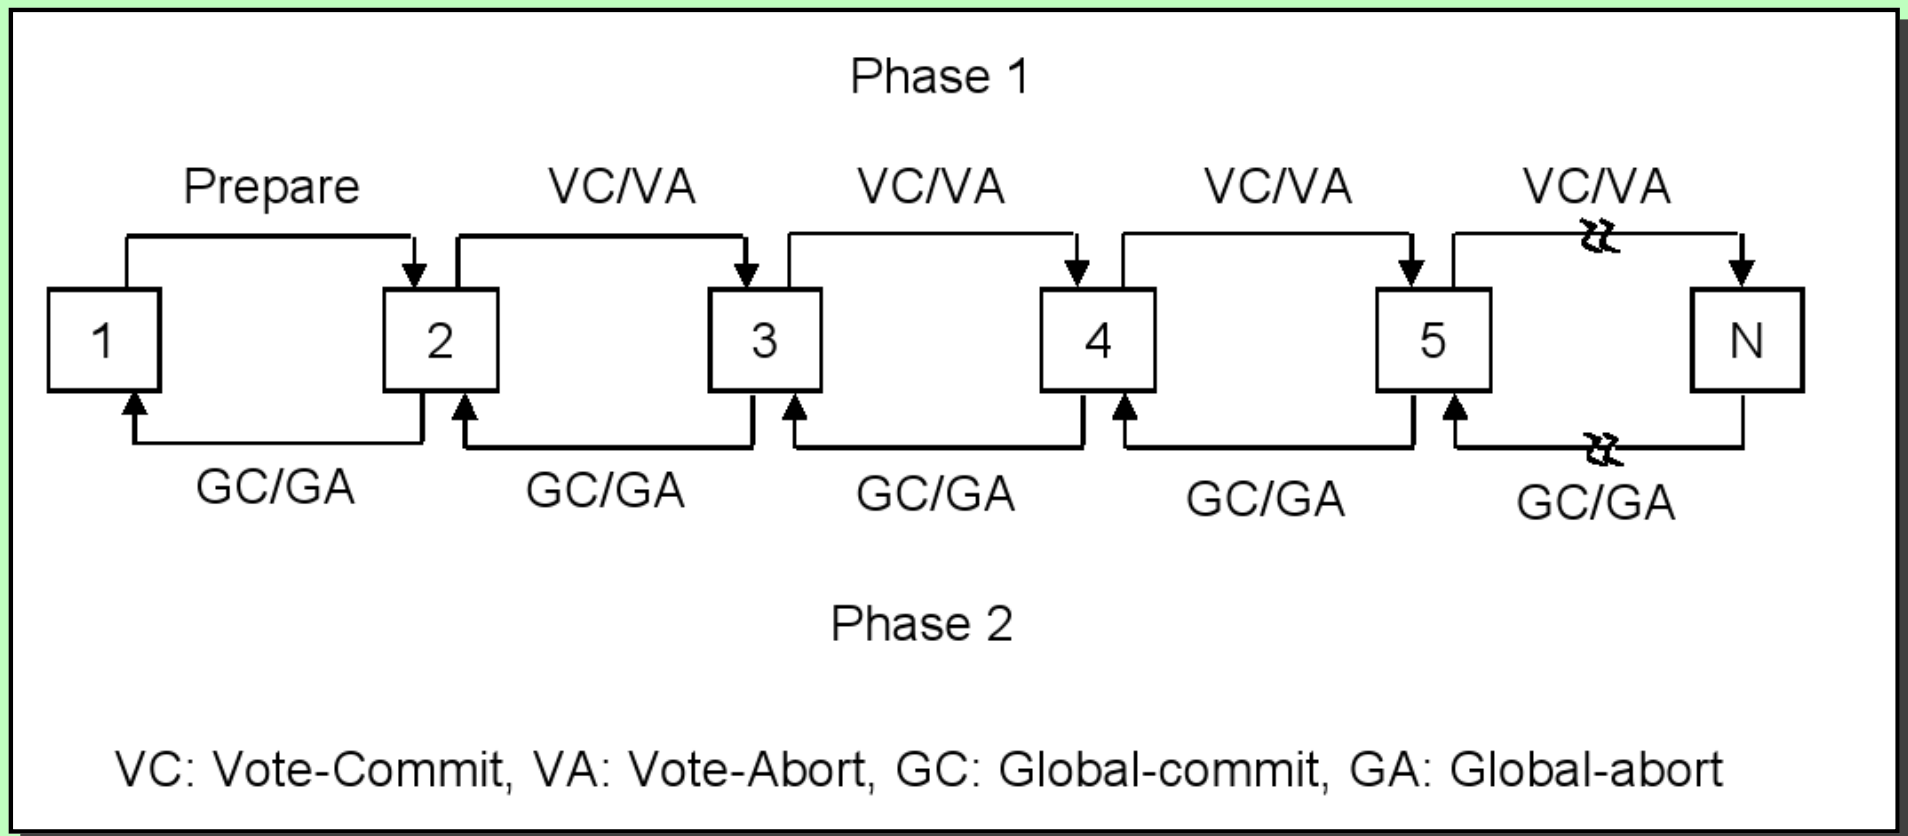 Phase 1
Prepare VC/VA VC/VA VC/VA VC/VA
1 2 3 4 5 N
GC/GA GC/GA GC/GA GC/GA GC/GA
Phase 2
VC: Vote-Commit, VA: Vote-Abort, GC: Global-commit, GA: Global-abort